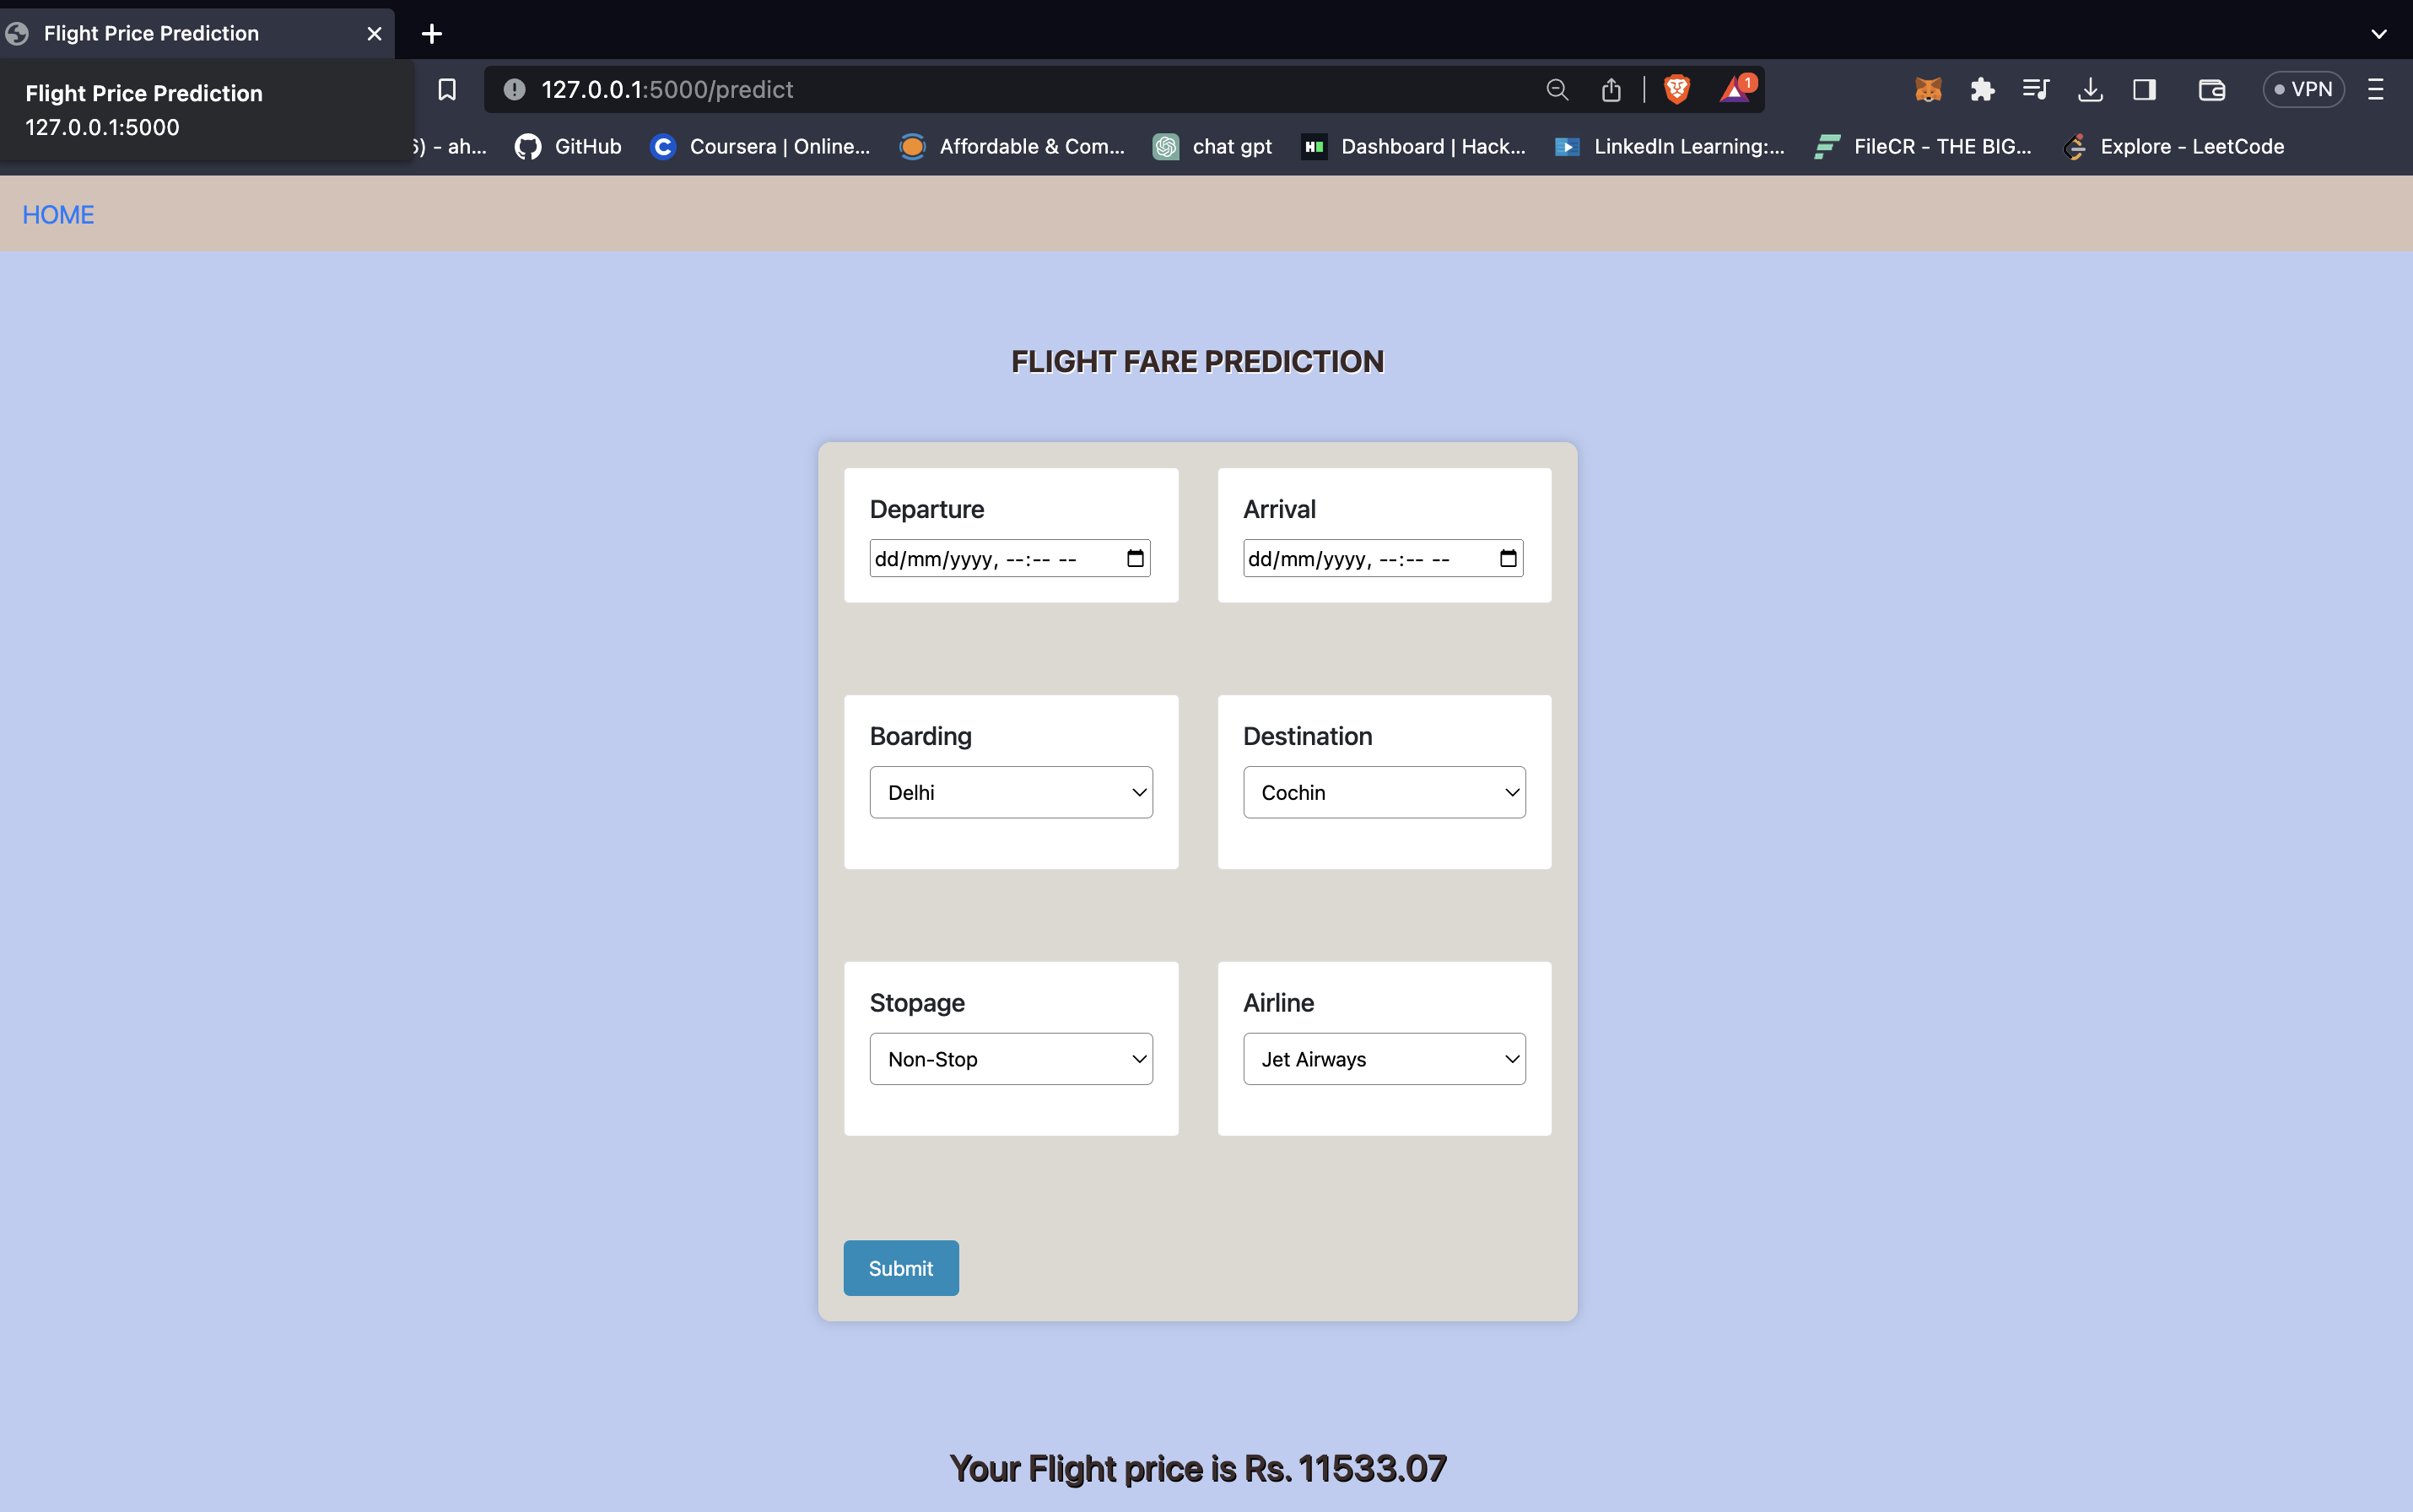 Flight Price Prediction
Flight Price Prediction
127.0.0.1:5000
127.0.0.1:5000/predict
1
VPN
6) - ah... GitHub Coursera | Online... Affordable & Com... chat gpt Dashboard | Hack... LinkedIn Learning:... FileCR - THE BIG... Explore - LeetCode
HOME
FLIGHT FARE PREDICTION
Departure
dd/mm/yyyy, --:-- --
Arrival
dd/mm/yyyy, --:-- --
Boarding
Delhi
Destination
Cochin
Stopage
Non-Stop
Airline
Jet Airways
Submit
Your Flight price is Rs. 11533.07